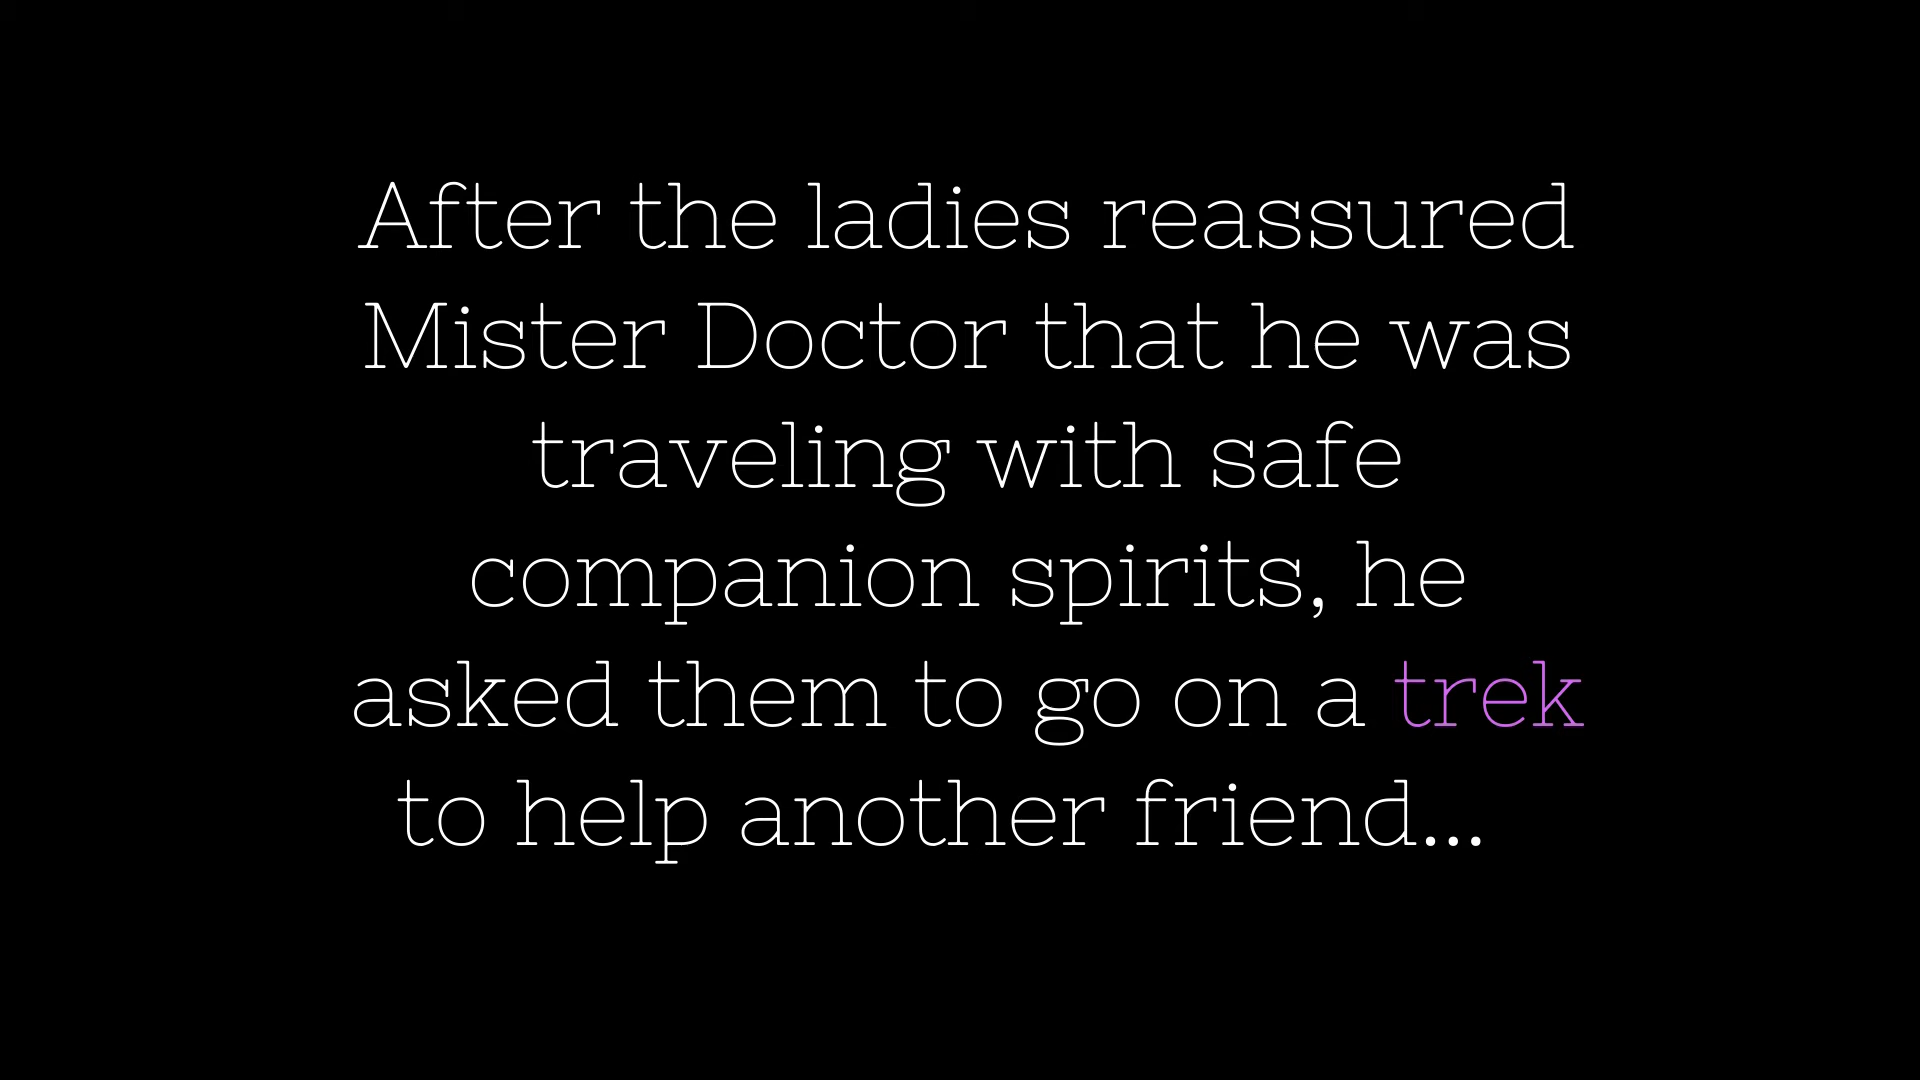 After the ladies reassured
Mister Doctor that he was
traveling with safe
companion spirits, he
asked them to go on a trek
to help another friend...